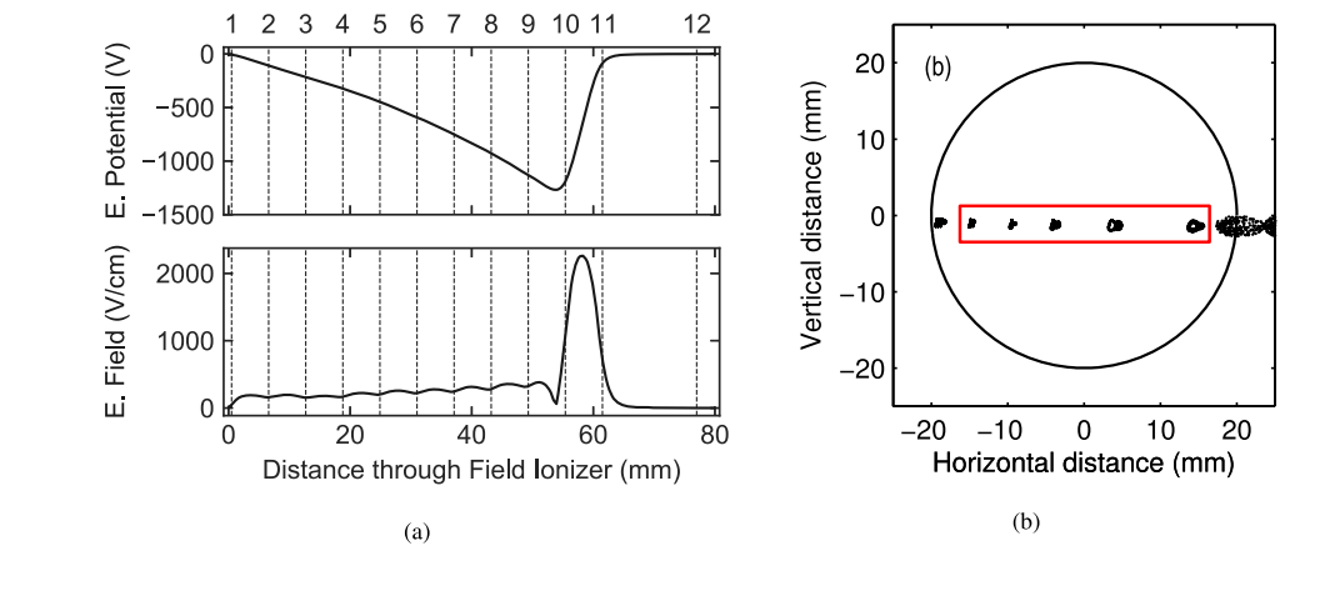 1 2 3 4 5 6 7 8 9 10 11 12
E. Potential (V)
0
−500
−1000
−1500
E. Field (V/cm)
2000
1000
0
0 20 40 60 80
Distance through Field Ionizer (mm)
(a)
(b)
Vertical distance (mm)
20
10
0
−10
−20
−20 −10 0 10 20
Horizontal distance (mm)
(b)